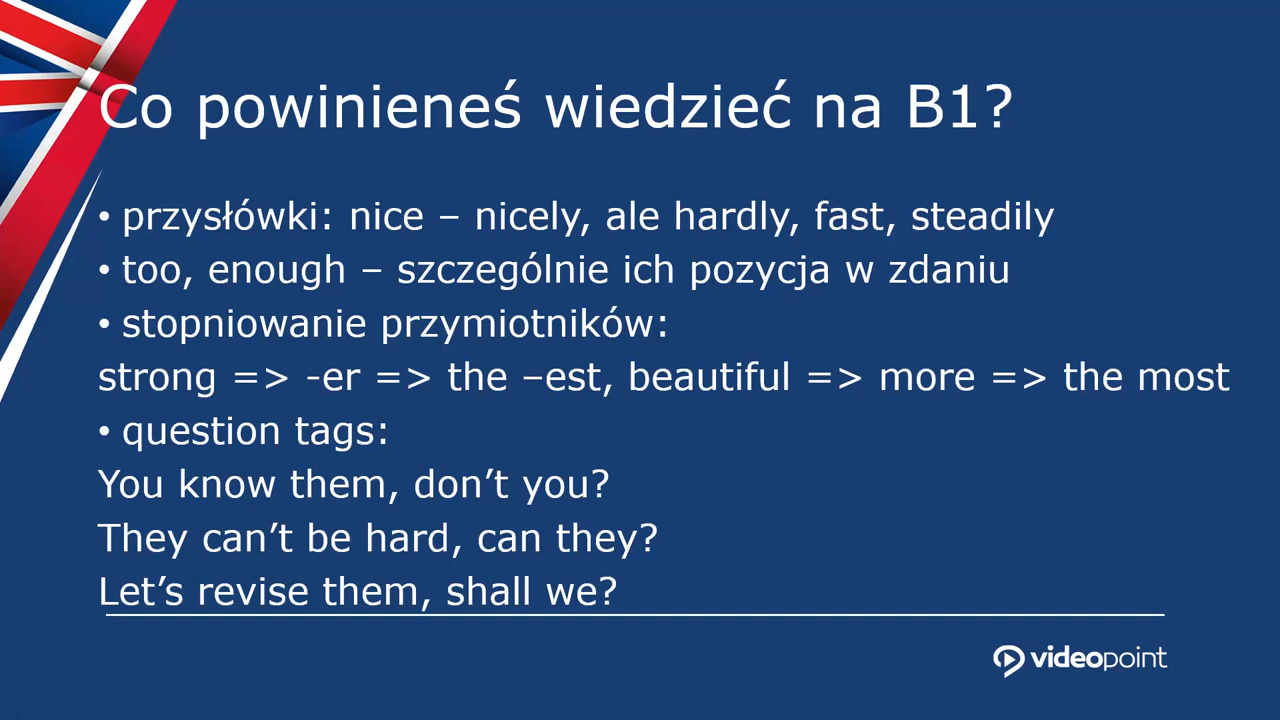 Co powinieneś wiedzieć na B1?
• przysłówki: nice – nicely, ale hardly, fast, steadily
• too, enough – szczególnie ich pozycja w zdaniu
• stopniowanie przymiotników:
strong => -er => the –est, beautiful => more => the most
• question tags:
You know them, don’t you?
They can’t be hard, can they?
Let’s revise them, shall we?
videopoint